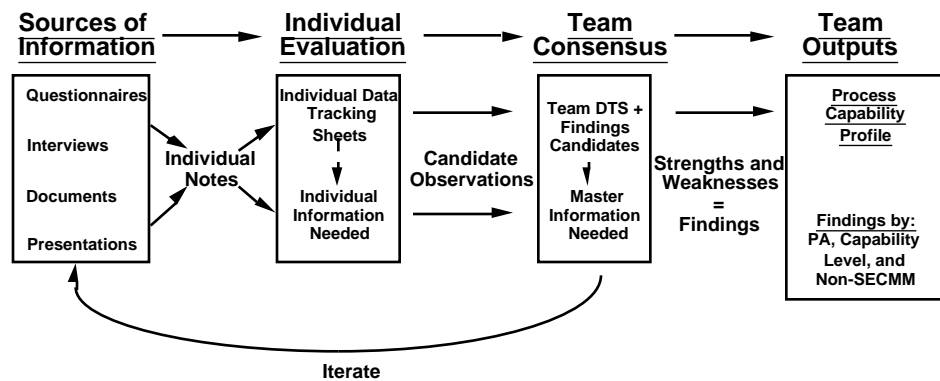 Sources of
Information
Individual
Evaluation
Team
Consensus
Team
Outputs
Questionnaires
Interviews
Documents
Presentations
Individual
Notes
Individual Data
Tracking
Sheets
Individual
Information
Needed
Candidate
Observations
Team DTS +
Findings
Candidates
Master
Information
Needed
Strengths and
Weaknesses
=
Findings
Process
Capability
Profile
Findings by:
PA, Capability
Level, and
Non-SECMM
Iterate